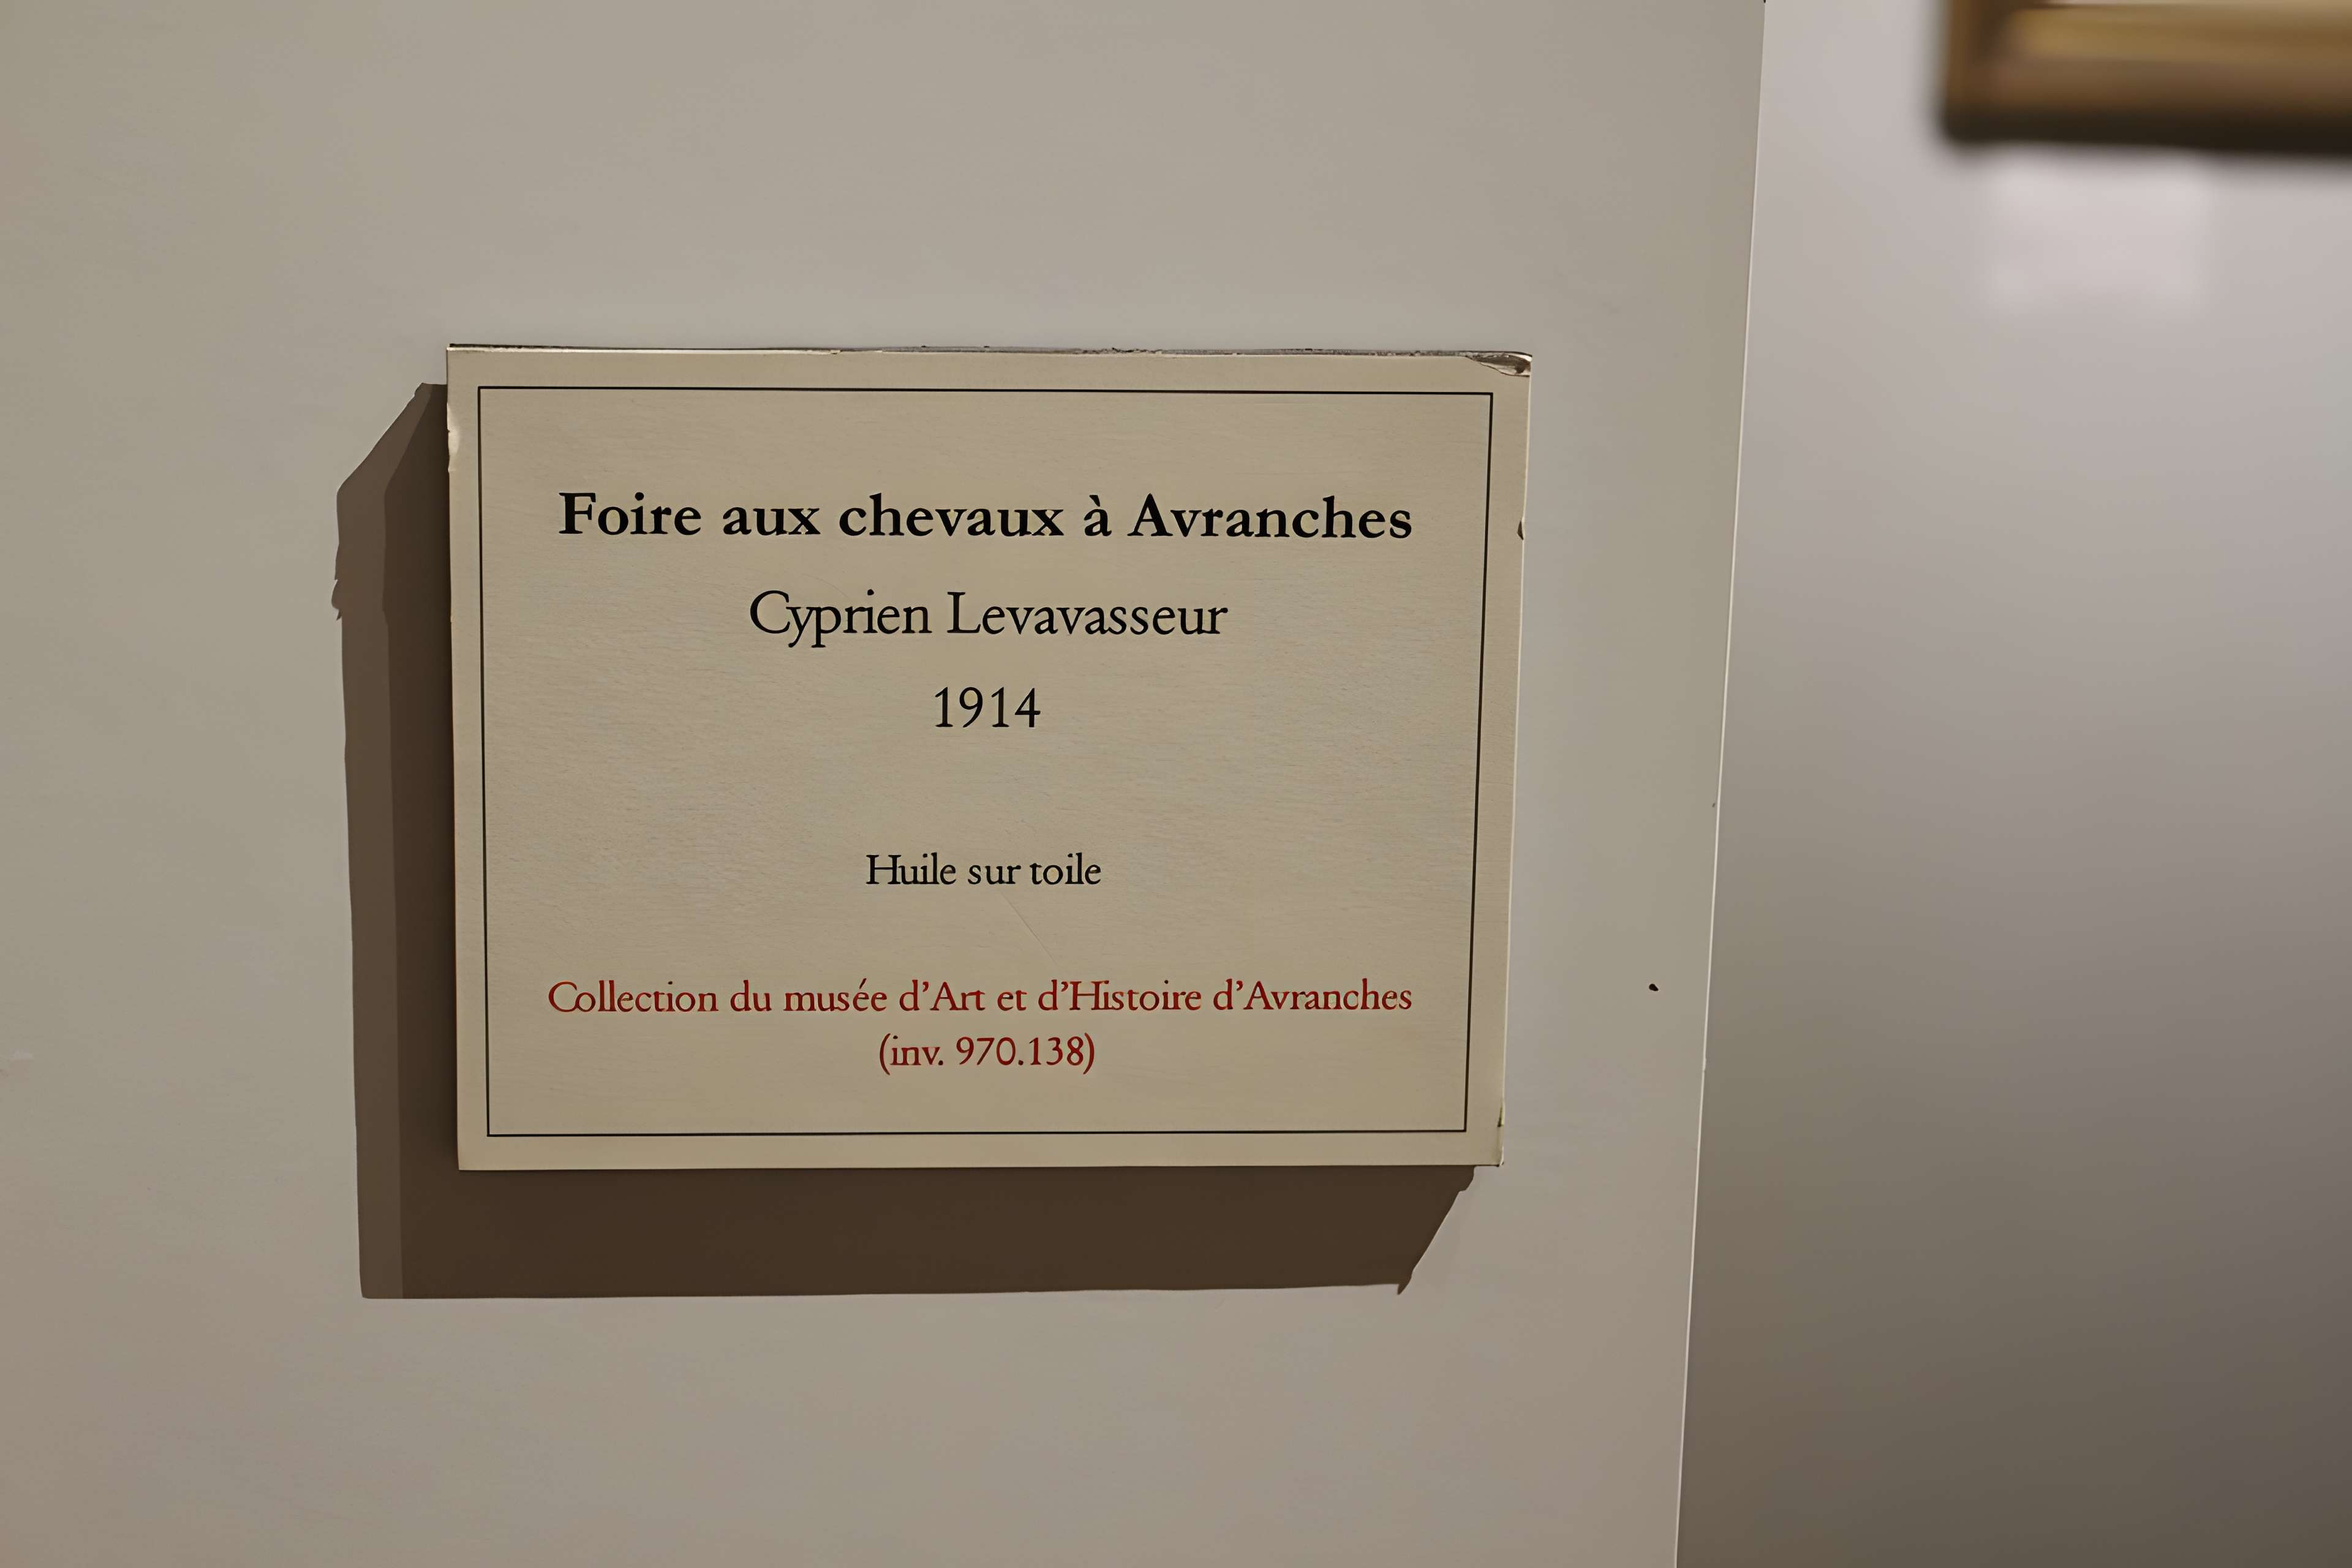 Foire aux chevaux à Avranches
Cyprien Levavasseur
1914
Huile sur toile
Collection du musée d’Art et d’Histoire d’Avranches
(inv. 970.138)